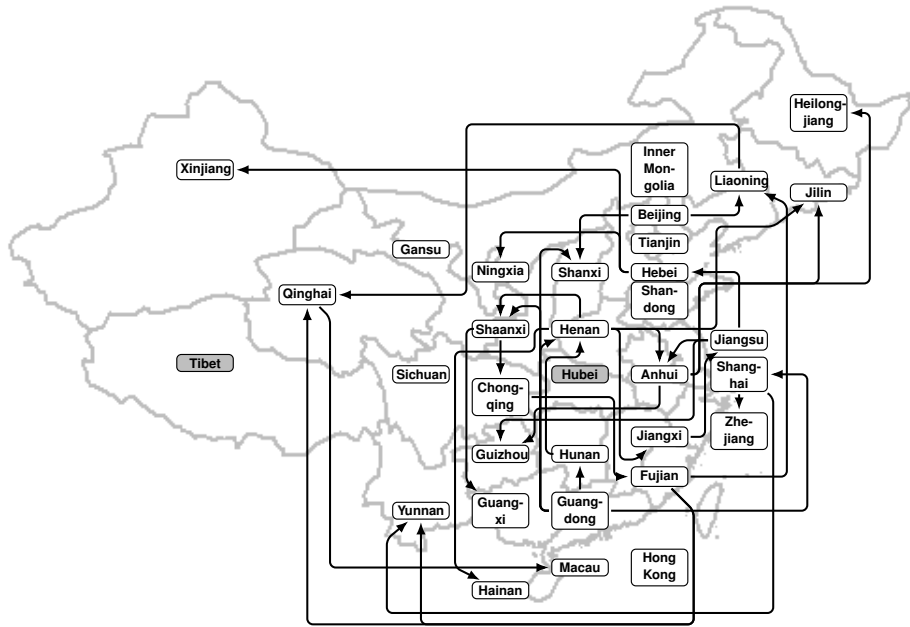 Heilong-
jiang
Xinjiang
Inner
Mon-
golia
Liaoning
Jilin
Beijing
Tianjin
Gansu
Ningxia
Shanxi
Hebei
Qinghai
Shan-
dong
Shaanxi
Henan
Jiangsu
Tibet
Sichuan
Hubei
Anhui
Shang-
hai
Chong-
qing
Zhe-
jiang
Jiangxi
Guizhou
Hunan
Fujian
Yunnan
Guang-
xi
Guang-
dong
Macau
Hong
Kong
Hainan